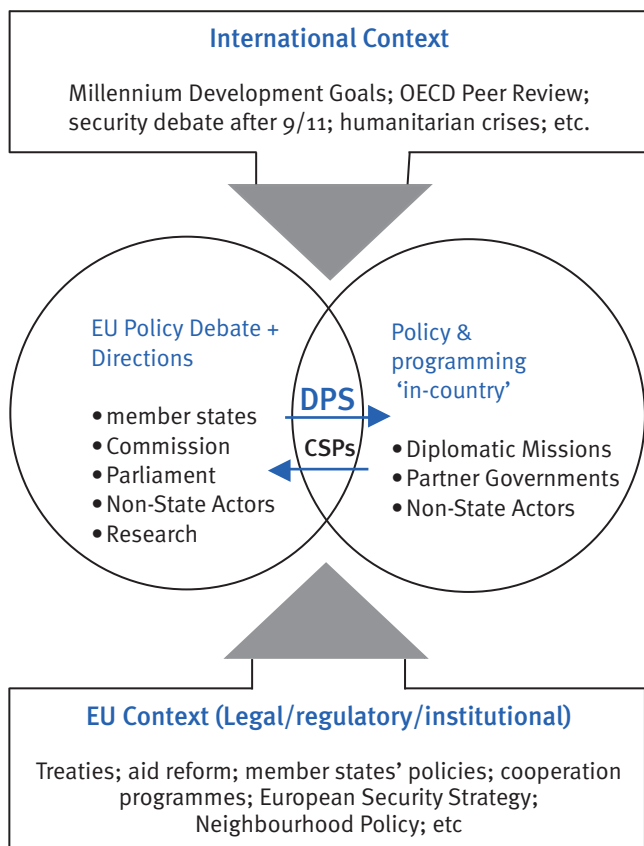 International Context
Millennium Development Goals; OECD Peer Review;
security debate after 9/11; humanitarian crises; etc.
EU Policy Debate +
Directions
• member states
• Commission
• Parliament
• Non-State Actors
• Research
DPS
CSPs
Policy &
programming
‘in-country’
• Diplomatic Missions
• Partner Governments
• Non-State Actors
EU Context (Legal/regulatory/institutional)
Treaties; aid reform; member states’ policies; cooperation
programmes; European Security Strategy;
Neighbourhood Policy; etc